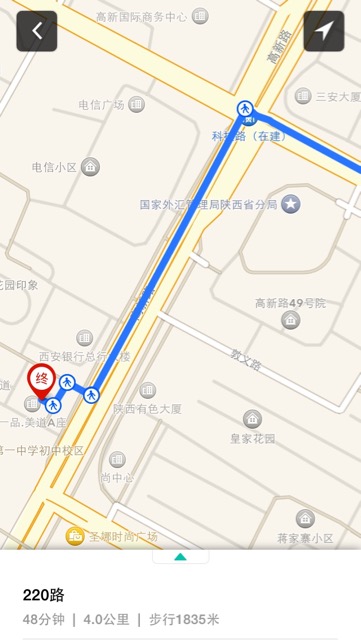 高新国际商务中心
高新路
电信广场
三安大厦
科技路（在建）
电信小区
国家外汇管理局陕西省分局
花园印象
高新路49号院
西安银行总行大楼
敦义路
终
道
陕西有色大厦
一品.美道A座
皇家花园
第一中学初中校区
尚中心
圣娜时尚广场
蒋家寨小区
220路
48分钟 | 4.0公里 | 步行1835米